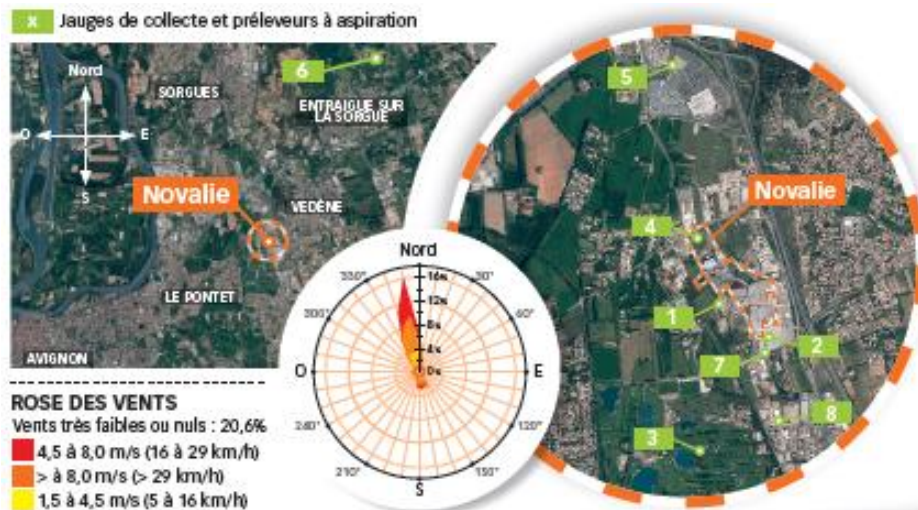 x Jauges de collecte et préleveurs à aspiration
Nord
O E
S
SORGUES
6
ENTRAIGUE SUR
LA SORGUE
Novalie
VEDÈNE
LE PONTET
AVIGNON
5
Novalie
4
1
2
7
8
3
Nord
330° 16% 30°
12%
300° 8% 60°
4%
O 0% E
240° 120°
210° 150°
S
ROSE DES VENTS
Vents très faibles ou nuls : 20,6%
4,5 à 8,0 m/s (16 à 29 km/h)
> à 8,0 m/s (> 29 km/h)
1,5 à 4,5 m/s (5 à 16 km/h)